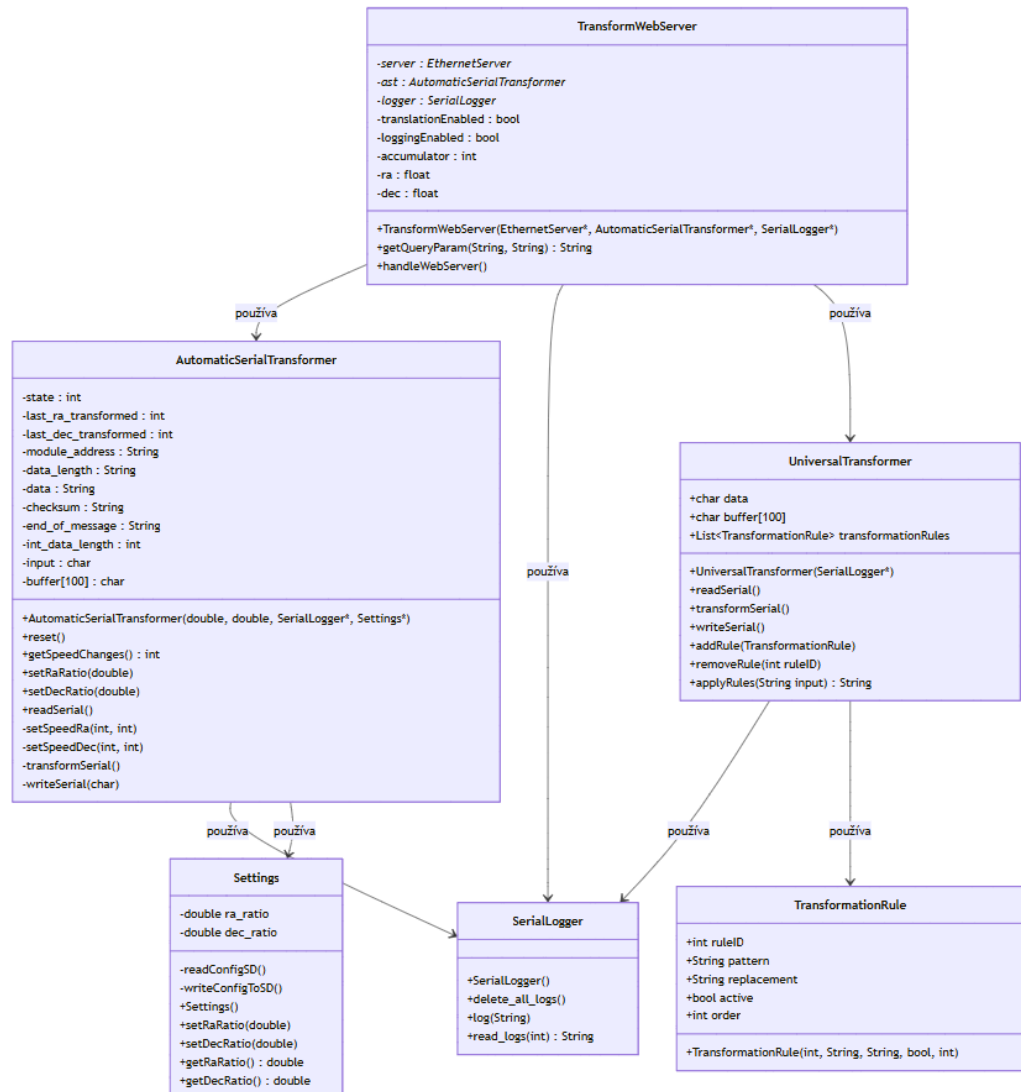 TransformWebServer
-server : EthernetServer
-ast : AutomaticSerialTransformer
-logger : SerialLogger
-translationEnabled : bool
-loggingEnabled : bool
-accumulator : int
-ra : float
-dec : float
+TransformWebServer(EthernetServer*, AutomaticSerialTransformer*, SerialLogger*)
+getQueryParam(String, String) : String
+handleWebServer()
používa
používa
používa
AutomaticSerialTransformer
-state : int
-last_ra_transformed : int
-last_dec_transformed : int
-module_address : String
-data_length : String
-data : String
-checksum : String
-end_of_message : String
-int_data_length : int
-input : char
-buffer[100] : char
+AutomaticSerialTransformer(double, double, SerialLogger*, Settings*)
+reset()
+getSpeedChanges() : int
+setRaRatio(double)
+setDecRatio(double)
+readSerial()
-setSpeedRa(int, int)
-setSpeedDec(int, int)
-transformSerial()
-writeSerial(char)
UniversalTransformer
+char data
+char buffer[100]
+List<TransformationRule> transformationRules
+UniversalTransformer(SerialLogger*)
+readSerial()
+transformSerial()
+writeSerial()
+addRule(TransformationRule)
+removeRule(int ruleID)
+applyRules(String input) : String
používa
používa
používa
používa
Settings
-double ra_ratio
-double dec_ratio
-readConfigSD()
-writeConfigToSD()
+Settings()
+setRaRatio(double)
+setDecRatio(double)
+getRaRatio() : double
+getDecRatio() : double
SerialLogger
+SerialLogger()
+delete_all_logs()
+log(String)
+read_logs(int) : String
TransformationRule
+int ruleID
+String pattern
+String replacement
+bool active
+int order
+TransformationRule(int, String, String, bool, int)